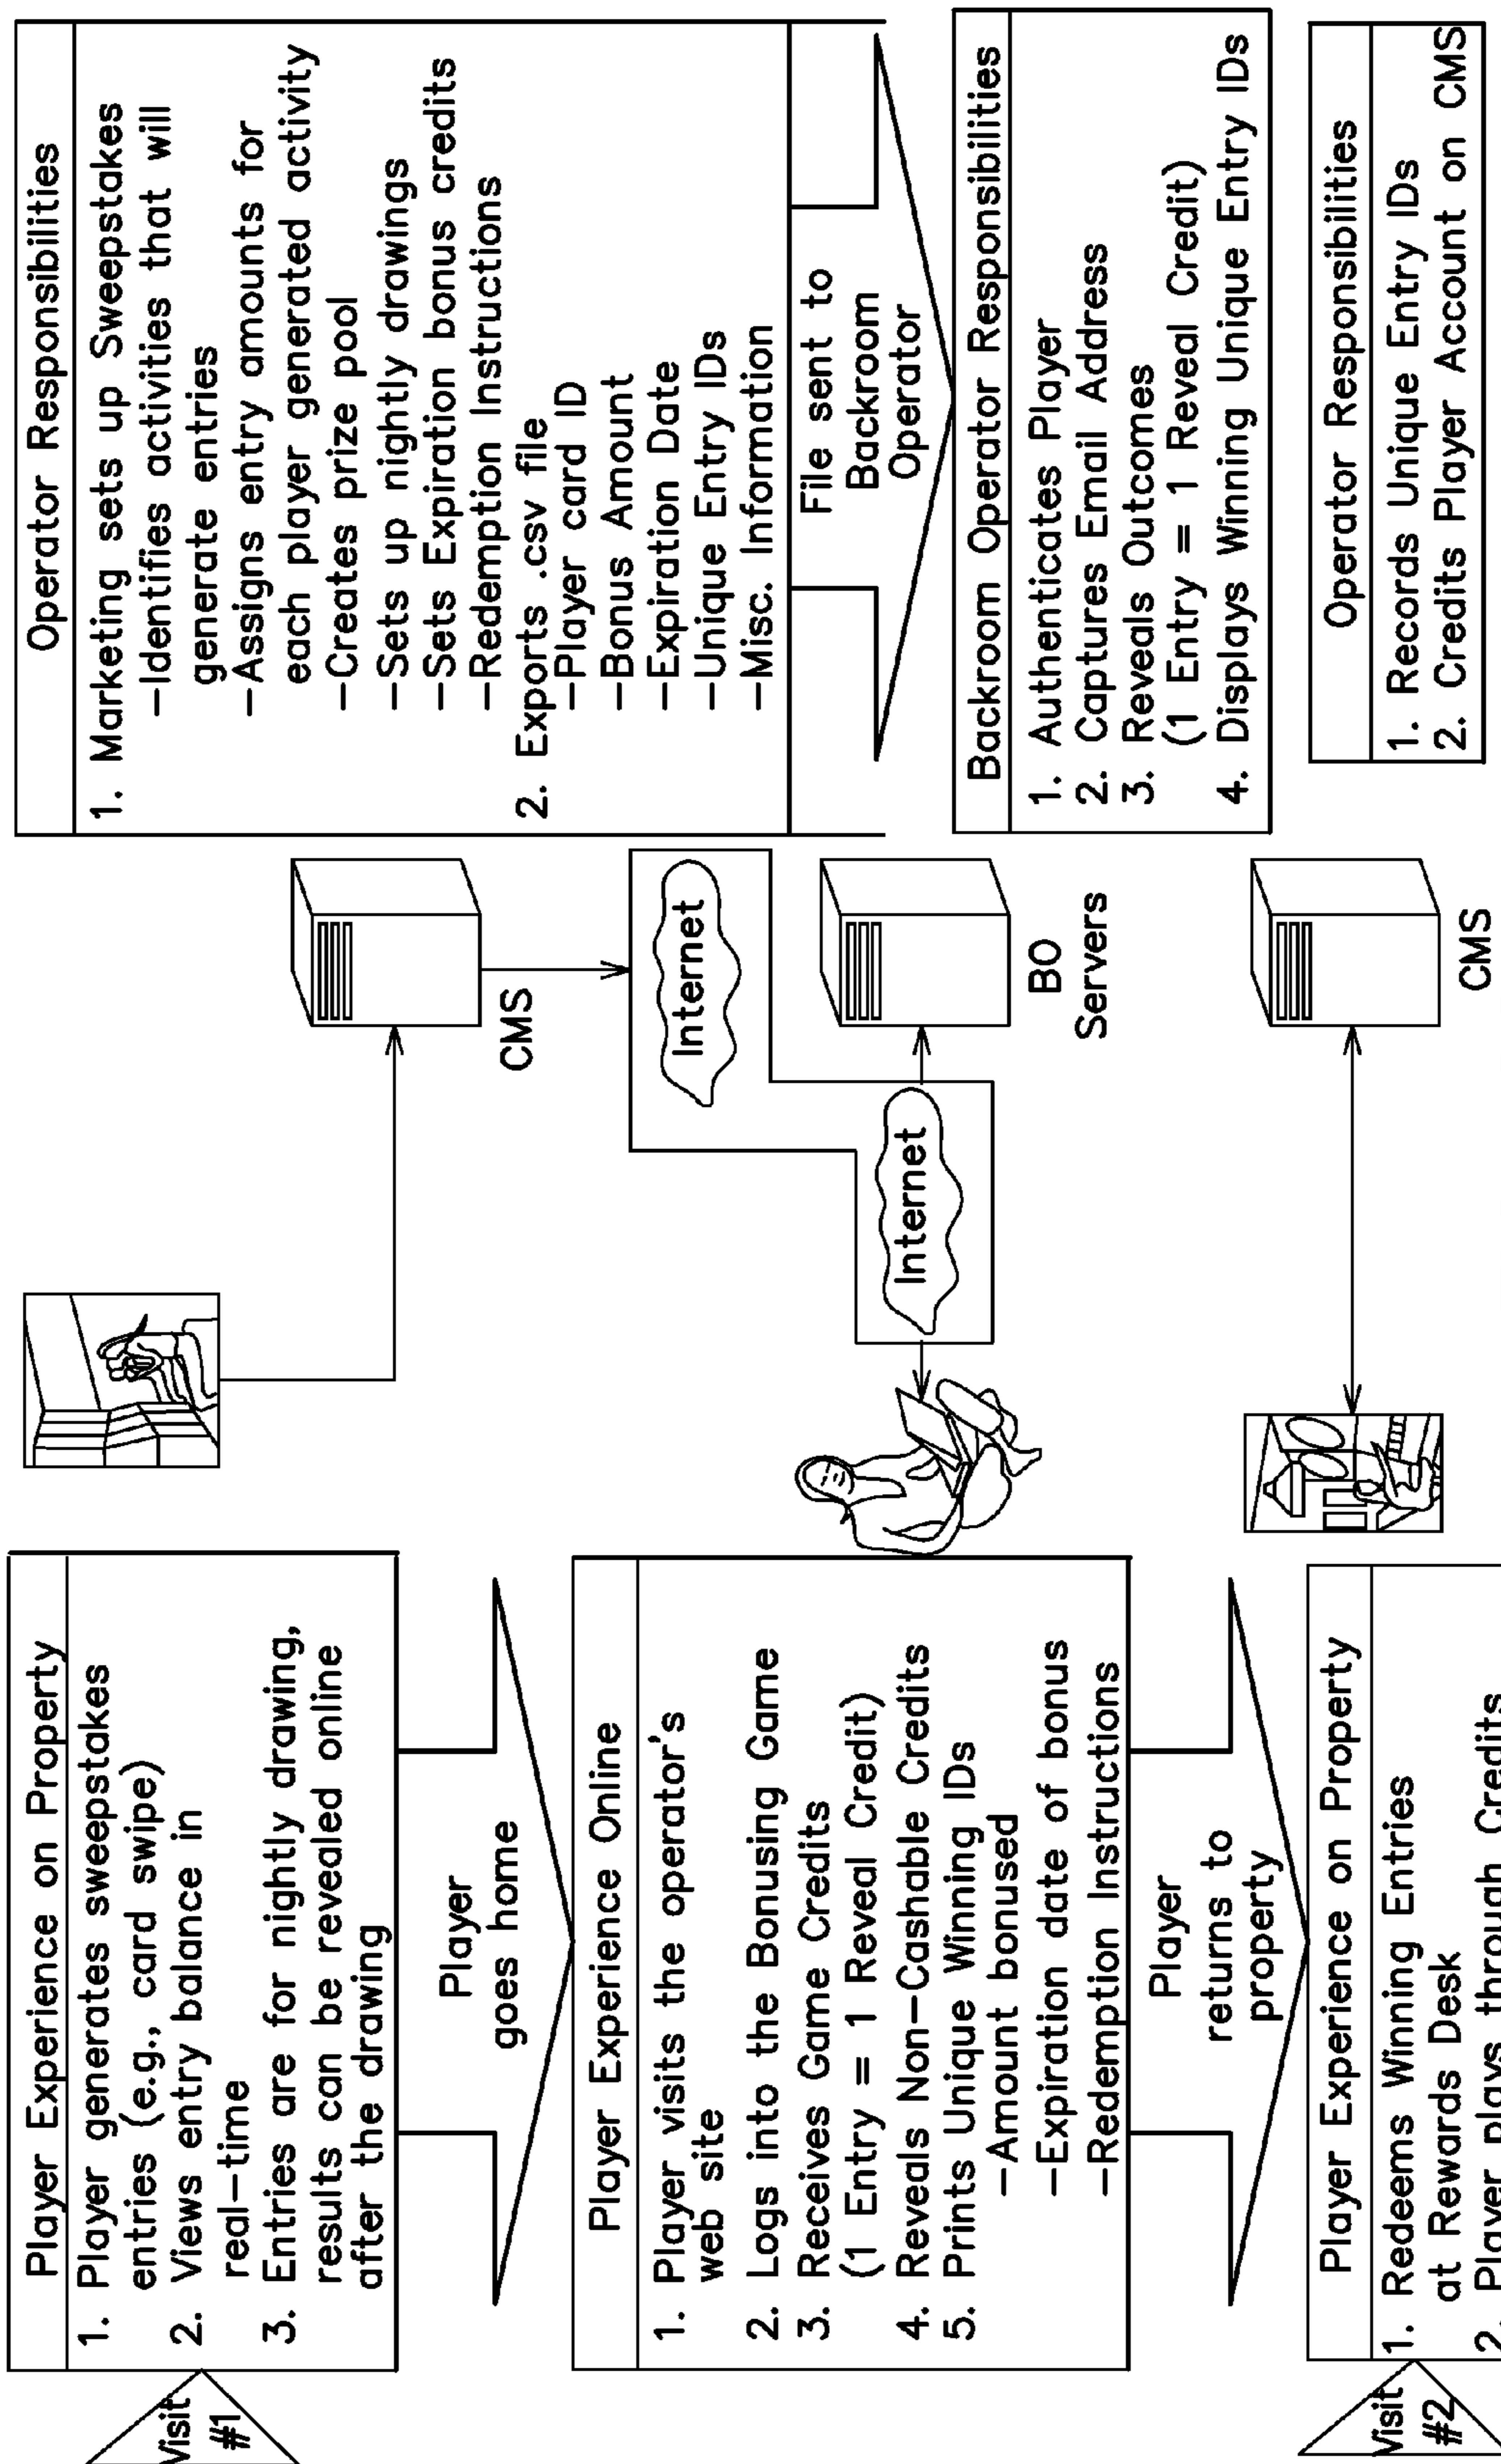 Visit
#1
Player Experience on Property
1. Player generates sweepstakes
entries (e.g., card swipe)
2. Views entry balance in
real-time
3. Entries are for nightly drawing,
results can be revealed online
after the drawing
Player
goes home
Player Experience Online
1. Player visits the operator's
web site
2. Logs into the Bonusing Game
3. Receives Game Credits
(1 Entry = 1 Reveal Credit)
4. Reveals Non-Cashable Credits
5. Prints Unique Winning IDs
-Amount bonused
-Expiration date of bonus
-Redemption Instructions
Player
returns to
property
Visit
#2
Player Experience on Property
1. Redeems Winning Entries
at Rewards Desk
2. Player plays through Credits
CMS
Internet
Internet
BO
Servers
CMS
Operator Responsibilities
1. Marketing sets up Sweepstakes
-Identifies activities that will
generate entries
-Assigns entry amounts for
each player generated activity
-Creates prize pool
-Sets up nightly drawings
-Sets Expiration bonus credits
-Redemption Instructions
2. Exports .csv file
-Player card ID
-Bonus Amount
-Expiration Date
-Unique Entry IDs
-Misc. Information
File sent to
Backroom
Operator
Backroom Operator Responsibilities
1. Authenticates Player
2. Captures Email Address
3. Reveals Outcomes
(1 Entry = 1 Reveal Credit)
4. Displays Winning Unique Entry IDs
Operator Responsibilities
1. Records Unique Entry IDs
2. Credits Player Account on CMS